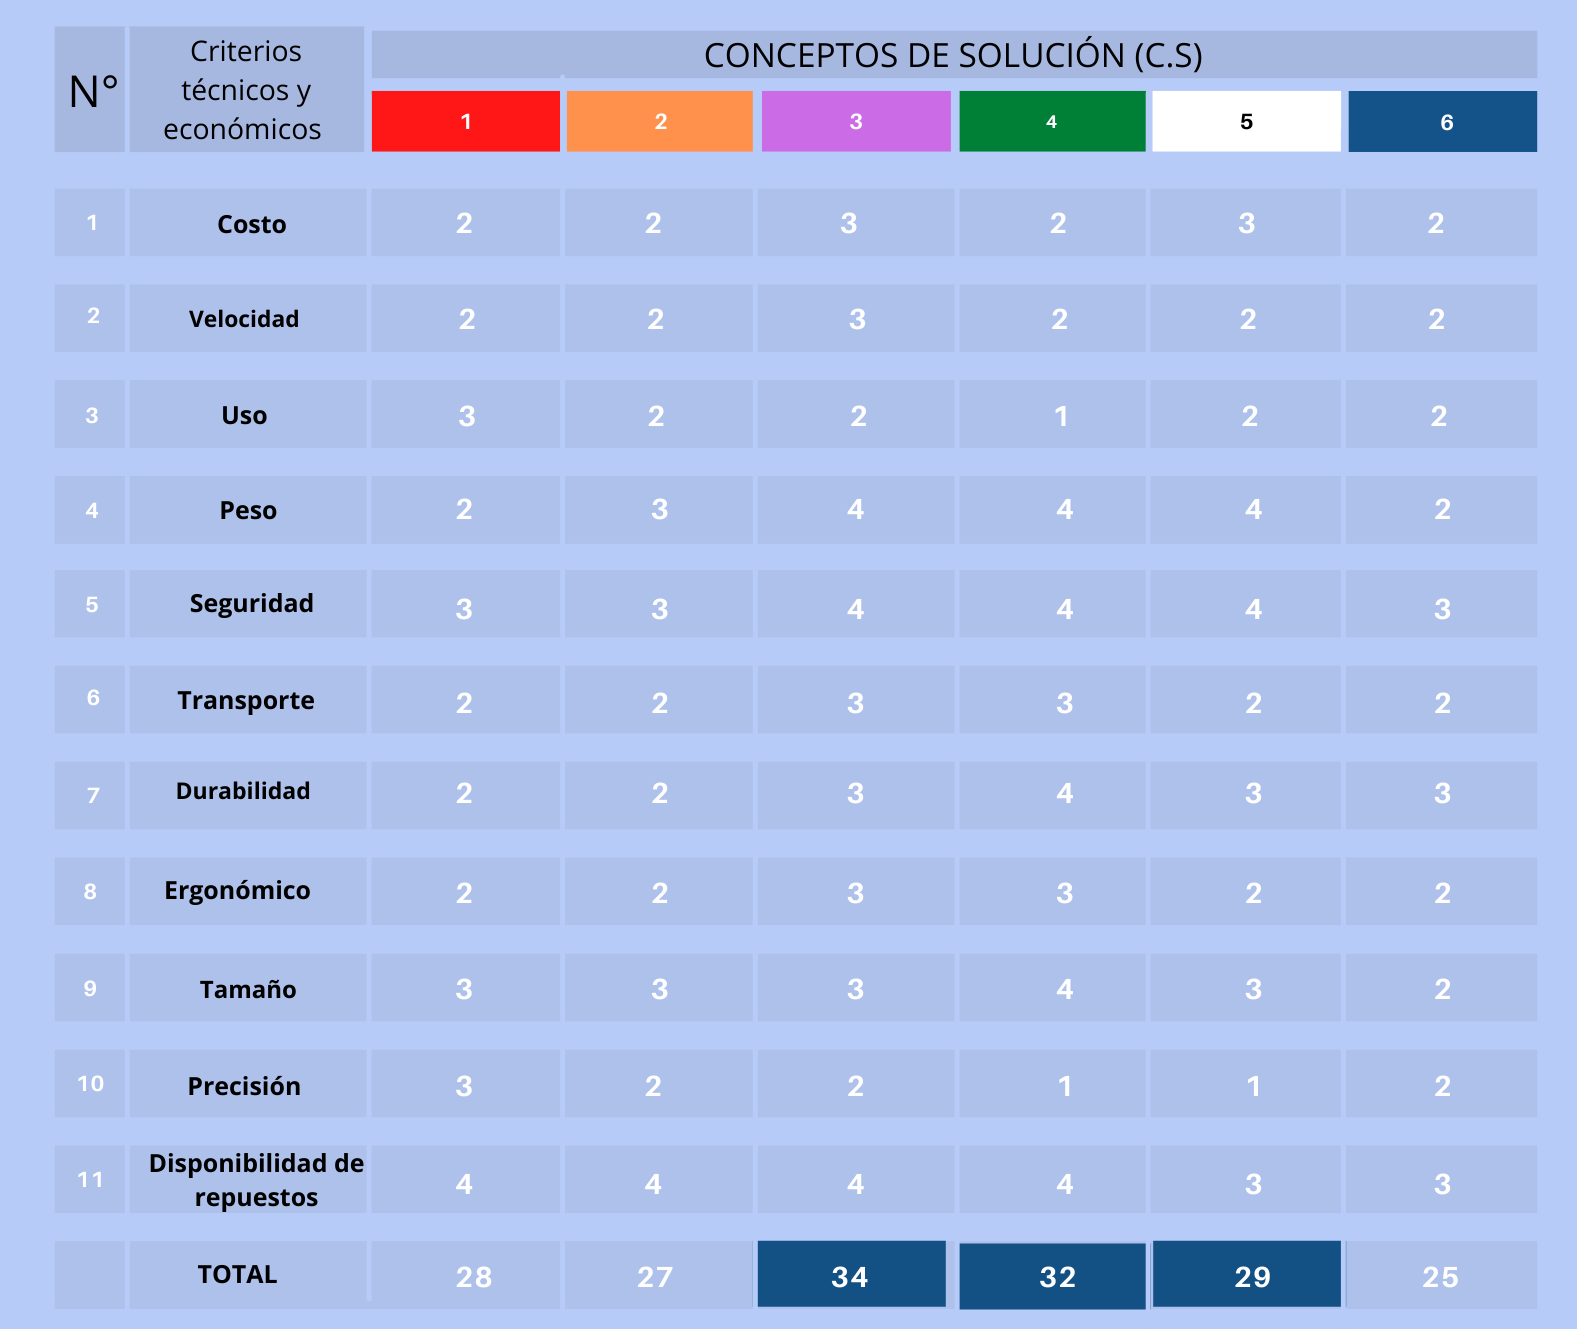 N°
Criterios
técnicos y
económicos
CONCEPTOS DE SOLUCIÓN (C.S)
1 2 3 4 5 6
1 Costo 2 2 3 2 3 2
2 Velocidad 2 2 3 2 2 2
3 Uso 3 2 2 1 2 2
4 Peso 2 3 4 4 4 2
5 Seguridad 3 3 4 4 4 3
6 Transporte 2 2 3 3 2 2
7 Durabilidad 2 2 3 4 3 3
8 Ergonómico 2 2 3 3 2 2
9 Tamaño 3 3 3 4 3 2
10 Precisión 3 2 2 1 1 2
11 Disponibilidad de
repuestos 4 4 4 4 3 3
TOTAL 28 27 34 32 29 25